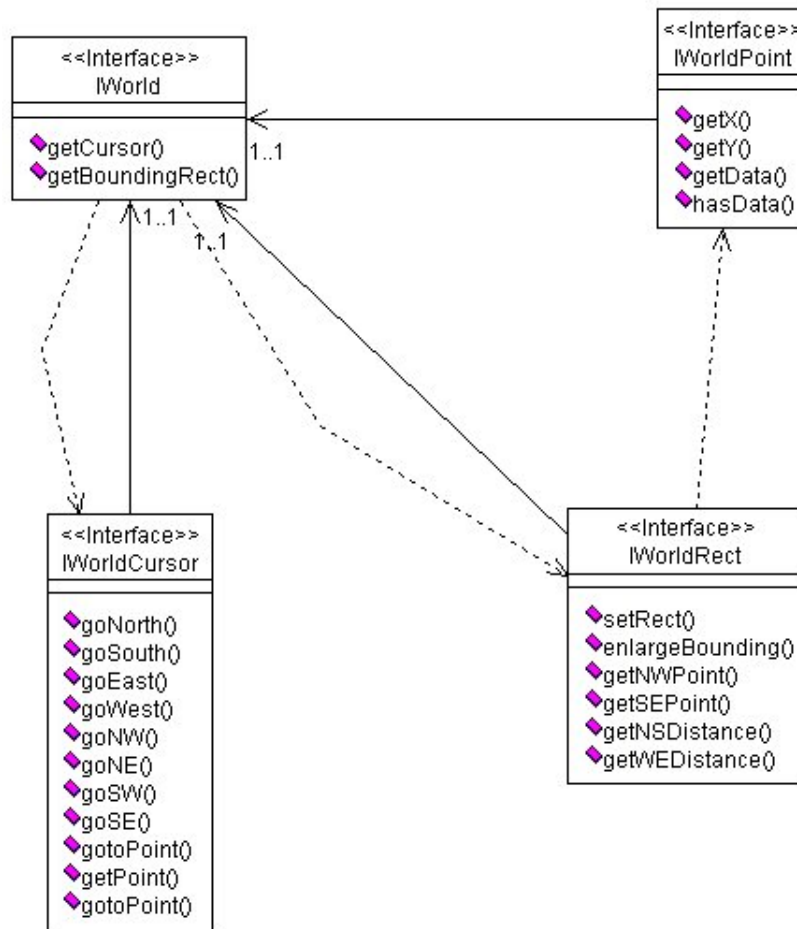 <<Interface>>
IWorld
getCursor()
getBoundingRect()
<<Interface>>
IWorldPoint
getX()
getY()
getData()
hasData()
1..1
1..1
1..1
<<Interface>>
IWorldCursor
goNorth()
goSouth()
goEast()
goWest()
goNW()
goNE()
goSW()
goSE()
gotoPoint()
getPoint()
gotoPoint()
<<Interface>>
IWorldRect
setRect()
enlargeBounding()
getNWPoint()
getSEPoint()
getNSDistance()
getWEDistance()